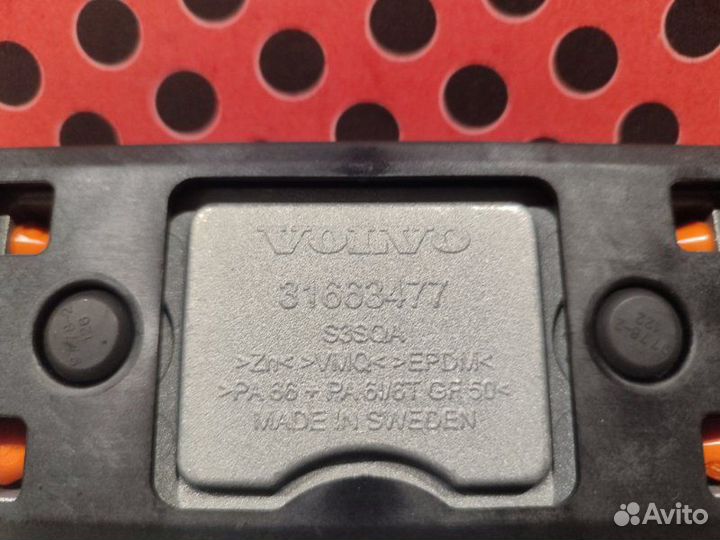 VOLVO
31663477
S3SQA
>Zn< >VMQ< >EPDM<
>PA 66 + PA 6I/6T GF 50<
MADE IN SWEDEN
Avito